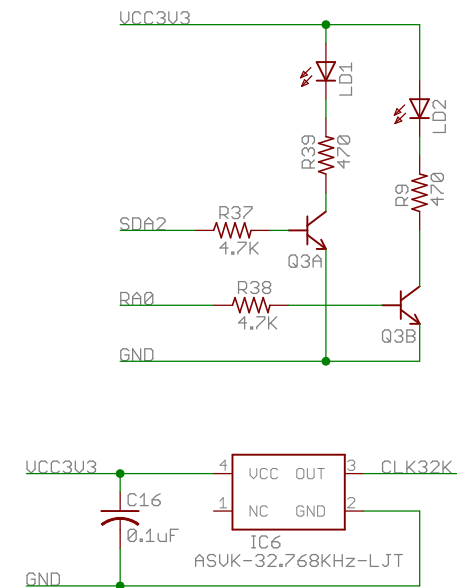 VCC3V3
LD1
LD2
R39
470
R9
470
R37
SDA2
4.7K
Q3A
R38
RA0
4.7K
Q3B
GND
VCC3V3
4
VCC OUT
3
CLK32K
C16
1
NC GND
2
0.1uF
IC6
ASVK-32.768KHz-LJT
GND